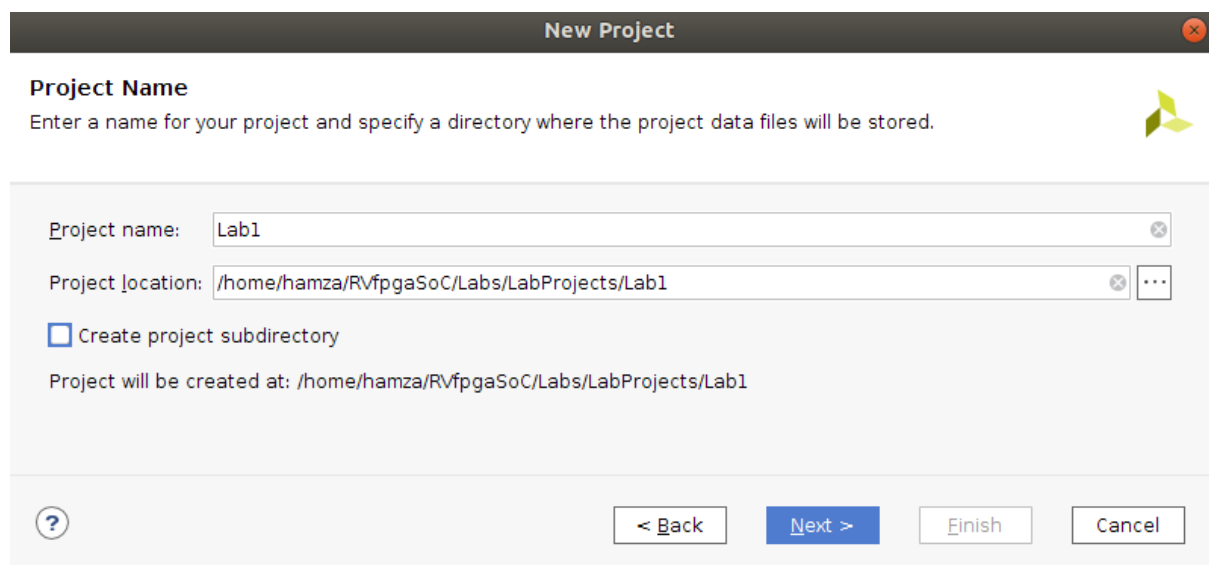 New Project
Project Name
Enter a name for your project and specify a directory where the project data files will be stored.
Project name: Lab1
Project location: /home/hamza/RVfpgaSoC/Labs/LabProjects/Lab1 ...
Create project subdirectory
Project will be created at: /home/hamza/RVfpgaSoC/Labs/LabProjects/Lab1
? < Back Next > Finish Cancel